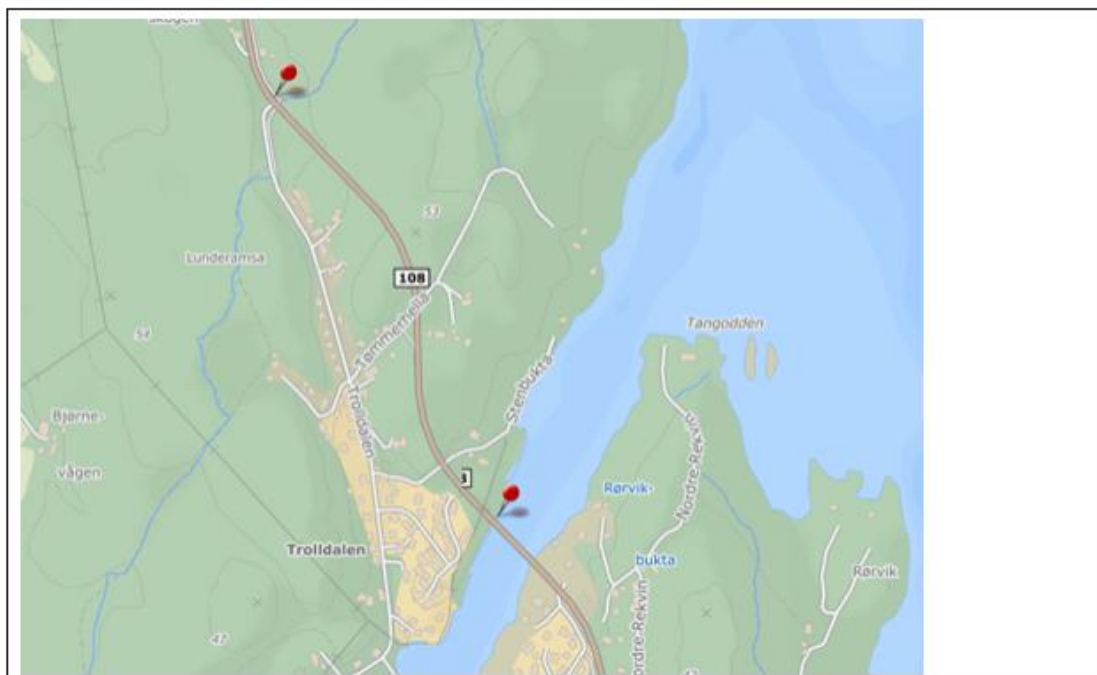 skogen
53
Lunderamsa
108
Tangodden
54
Tømmerhella
Stenbukta
Trolldalen
Bjørne-
vågen
Nordre-Rekvin
Rørvik-
bukta
Trolldalen
Rørvik
47
ordre-Rekvin